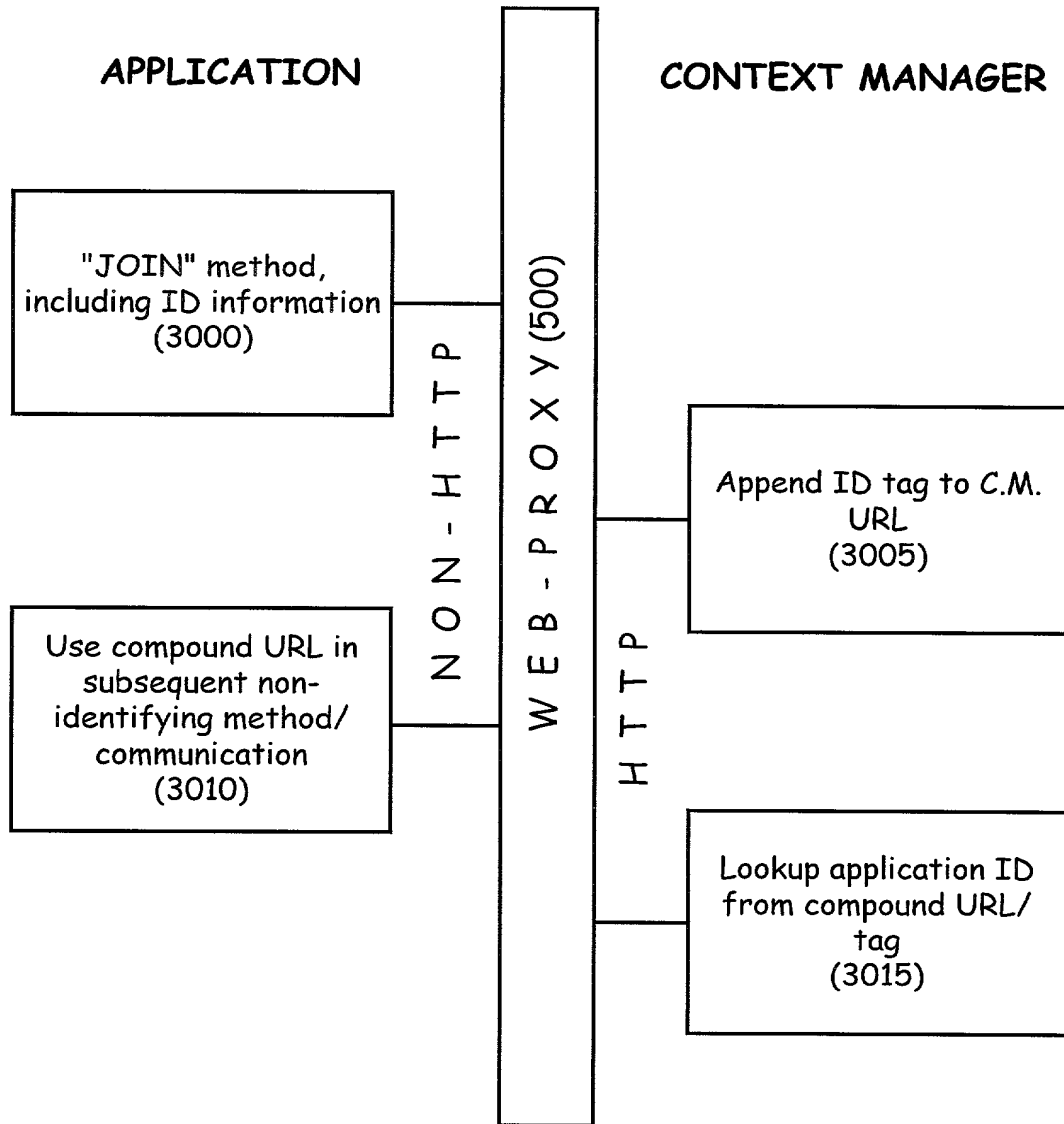 APPLICATION
CONTEXT MANAGER
"JOIN" method,
including ID information
(3000)
NON-HTTP
WEB-PROXY (500)
Append ID tag to C.M.
URL
(3005)
Use compound URL in
subsequent non-
identifying method/
communication
(3010)
HTTP
Lookup application ID
from compound URL/
tag
(3015)